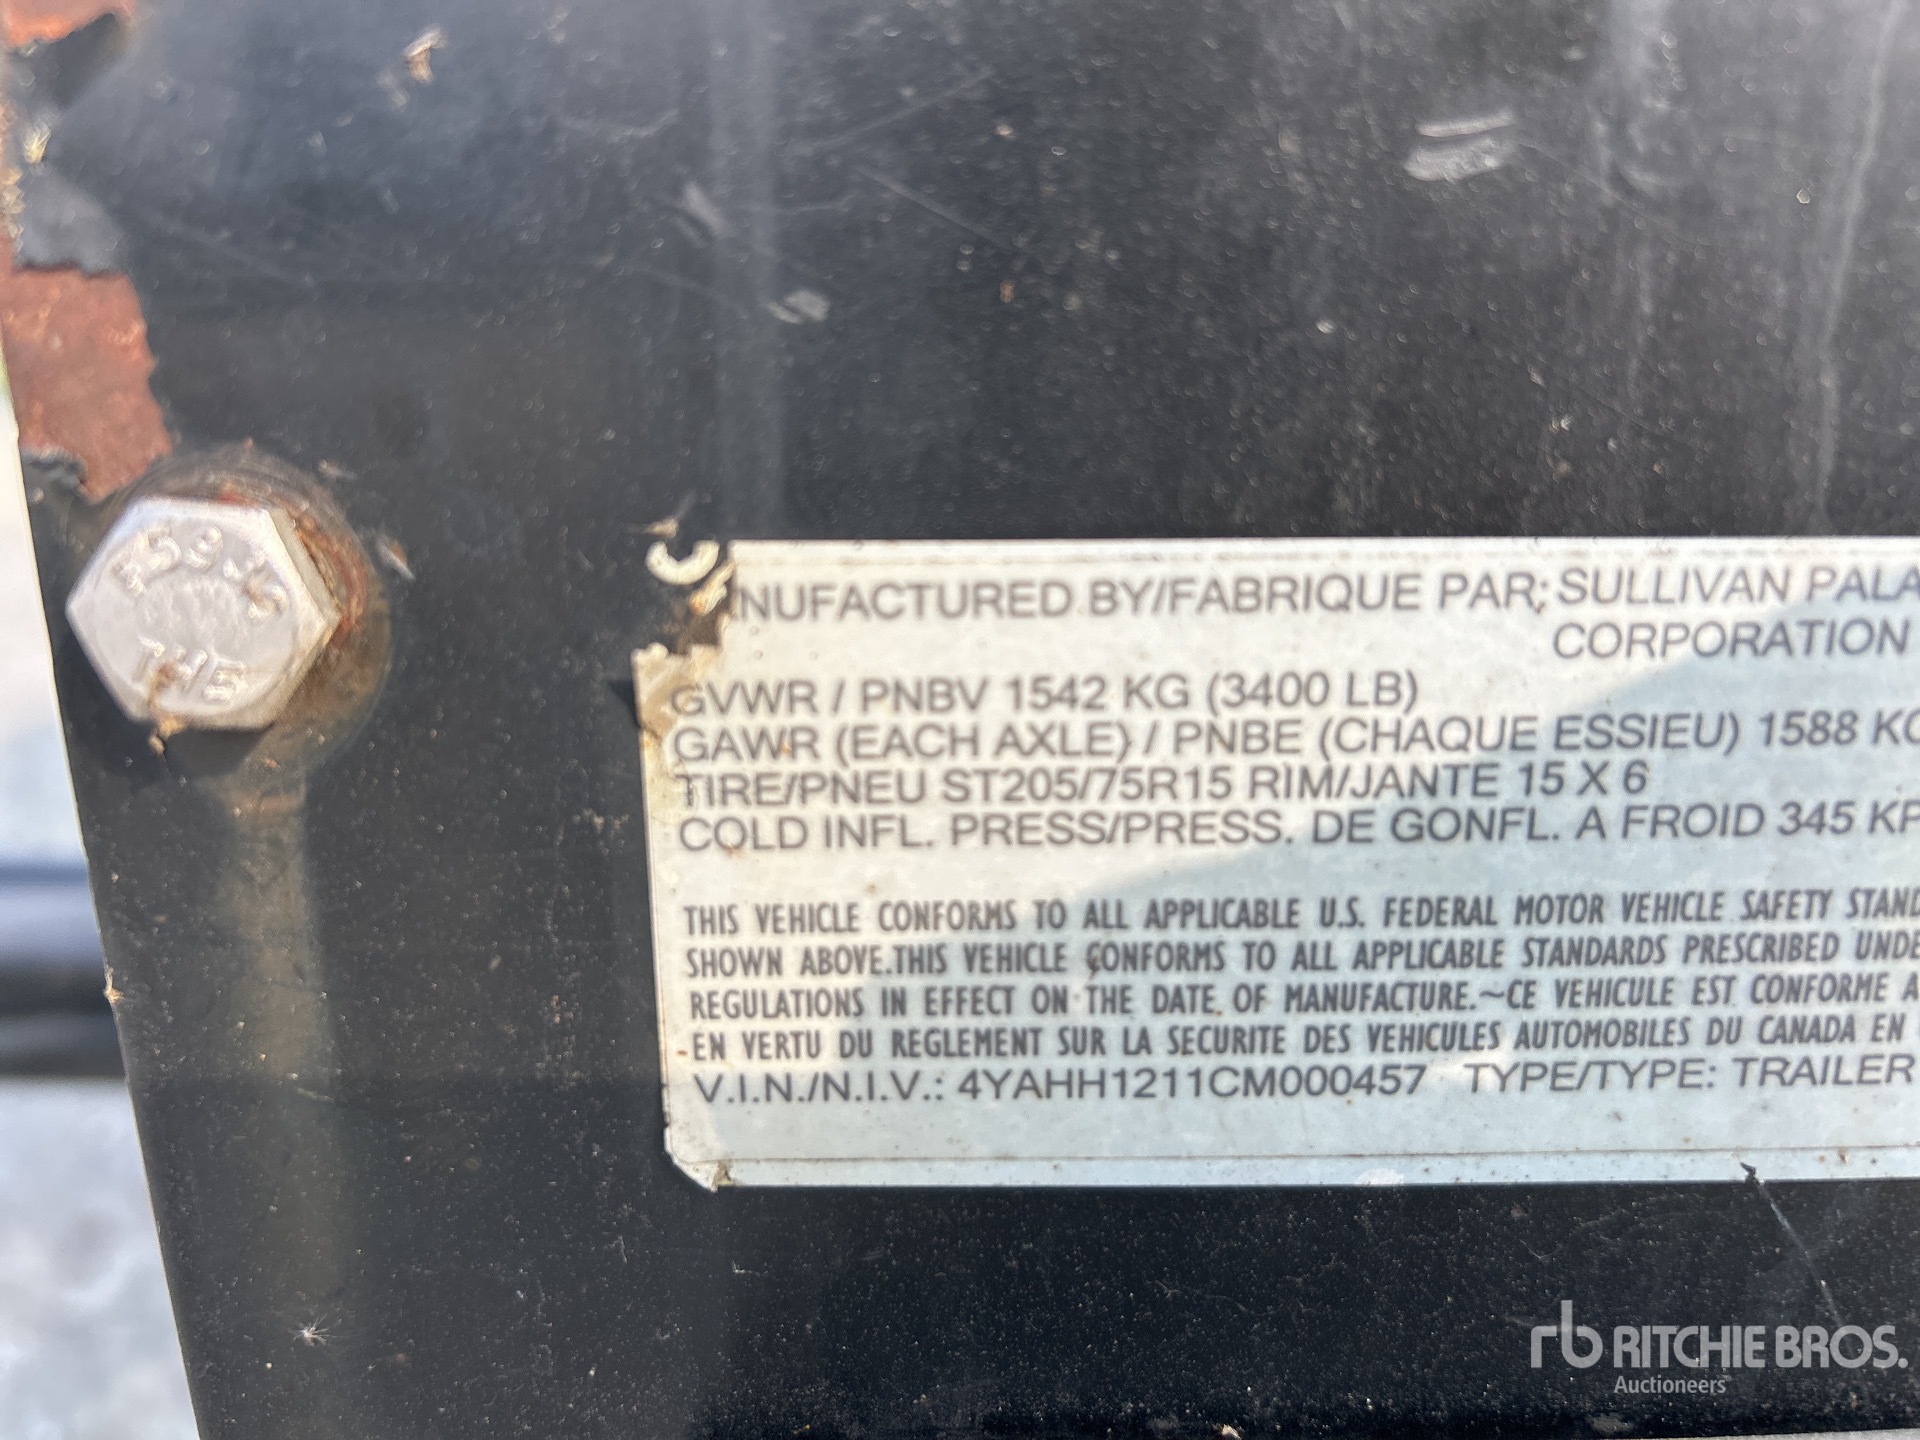 NUFACTURED BY/FABRIQUE PAR: SULLIVAN PALA
CORPORATION
GVWR / PNBV 1542 KG (3400 LB)
GAWR (EACH AXLE) / PNBE (CHAQUE ESSIEU) 1588 KG
TIRE/PNEU ST205/75R15 RIM/JANTE 15 X 6
COLD INFL. PRESS/PRESS. DE GONFL. A FROID 345 KP
THIS VEHICLE CONFORMS TO ALL APPLICABLE U.S. FEDERAL MOTOR VEHICLE SAFETY STAND
SHOWN ABOVE.THIS VEHICLE CONFORMS TO ALL APPLICABLE STANDARDS PRESCRIBED UNDE
REGULATIONS IN EFFECT ON THE DATE OF MANUFACTURE.~CE VEHICULE EST CONFORME A
EN VERTU DU REGLEMENT SUR LA SECURITE DES VEHICULES AUTOMOBILES DU CANADA EN
V.I.N./N.I.V.: 4YAHH1211CM000457 TYPE/TYPE: TRAILER
THE
rb RITCHIE BROS.
Auctioneers